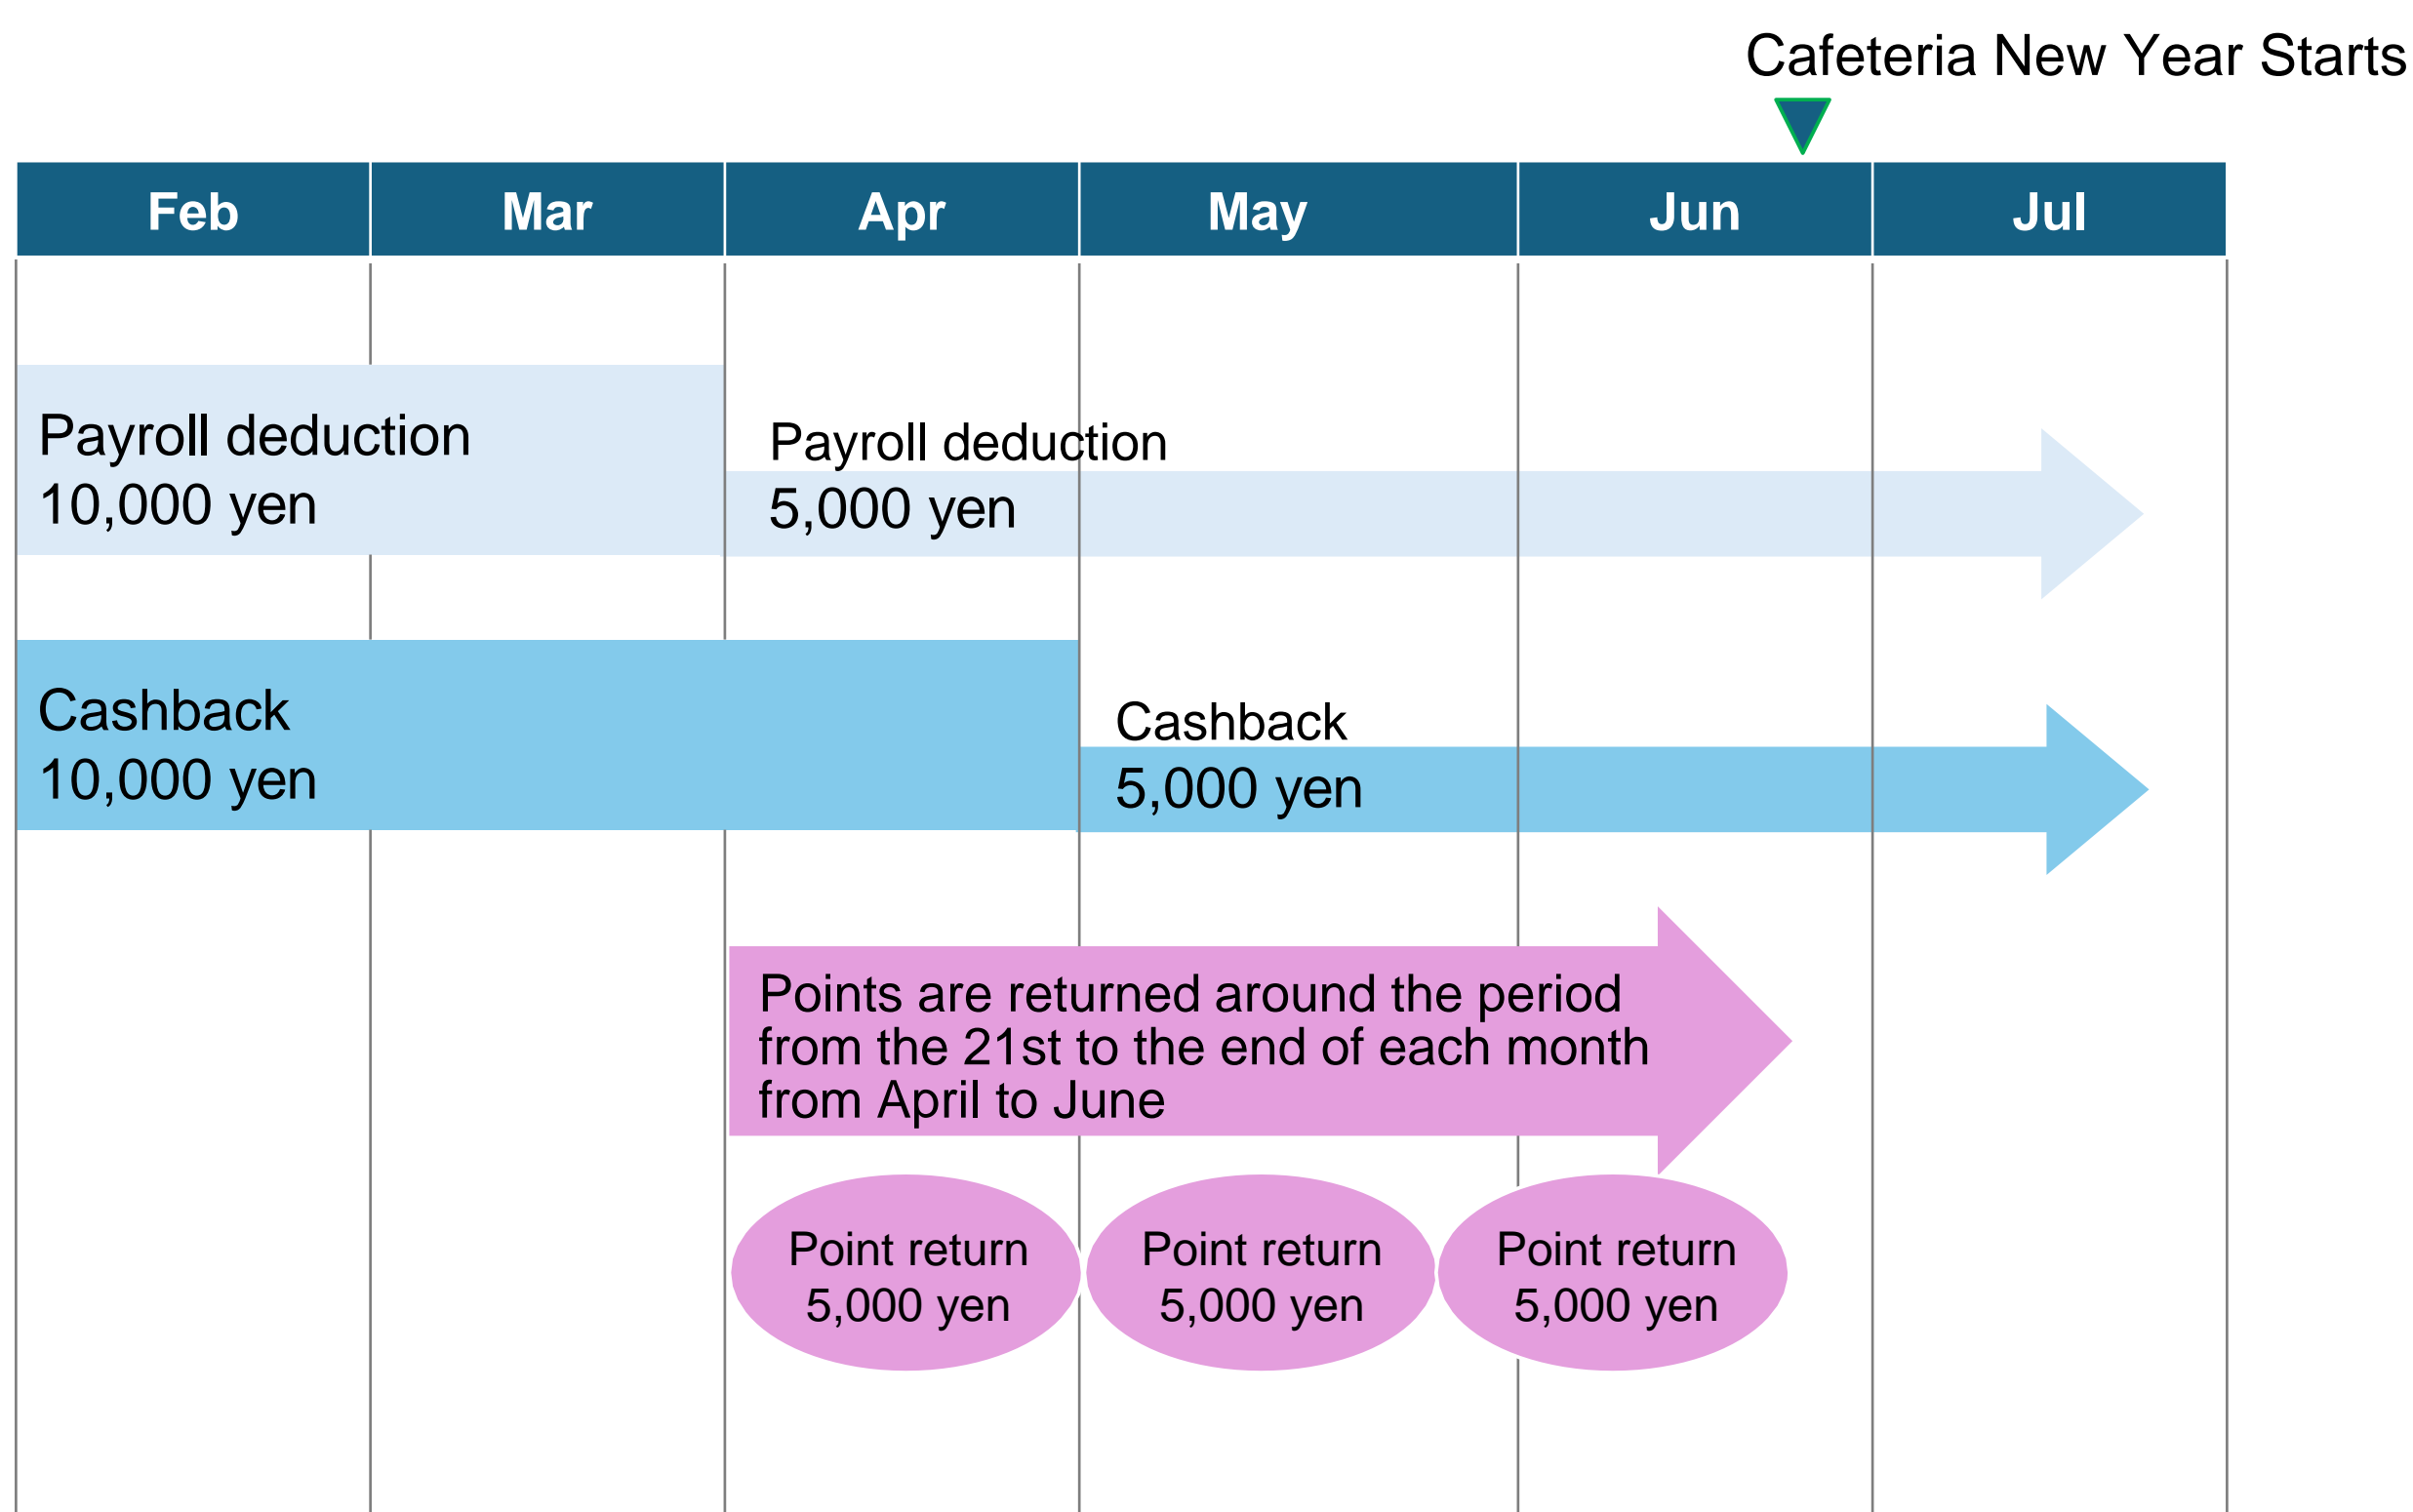 Cafeteria New Year Starts
Feb
Mar
Apr
May
Jun
Jul
Payroll deduction
10,000 yen
Payroll deduction
5,000 yen
Cashback
10,000 yen
Cashback
5,000 yen
Points are returned around the period
from the 21st to the end of each month
from April to June
Point return
5,000 yen
Point return
5,000 yen
Point return
5,000 yen